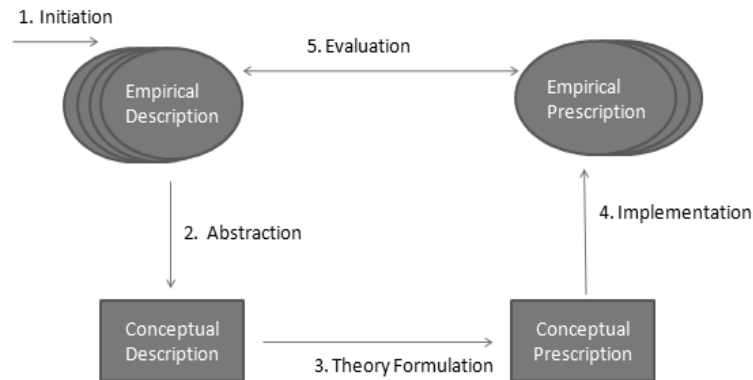 1. Initiation
5. Evaluation
Empirical
Description
Empirical
Prescription
2. Abstraction
4. Implementation
Conceptual
Description
Conceptual
Prescription
3. Theory Formulation